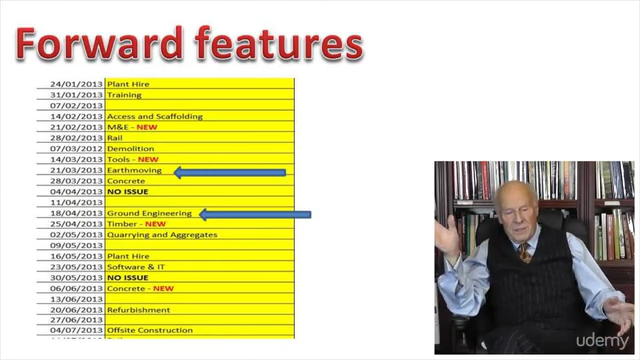 Forward features
24/01/2013 Plant Hire
31/01/2013 Training
07/02/2013
14/02/2013 Access and Scaffolding
21/02/2013 M&E - NEW
28/02/2013 Rail
07/03/2012 Demolition
14/03/2013 Tools - NEW
21/03/2013 Earthmoving
28/03/2013 Concrete
04/04/2013 NO ISSUE
11/04/2013
18/04/2013 Ground Engineering
25/04/2013 Timber - NEW
02/05/2013 Quarrying and Aggregates
09/05/2013
16/05/2013 Plant Hire
23/05/2013 Software & IT
30/05/2013 NO ISSUE
06/06/2013 Concrete - NEW
13/06/2013
20/06/2013 Refurbishment
27/06/2013
04/07/2013 Offsite Construction
udemy